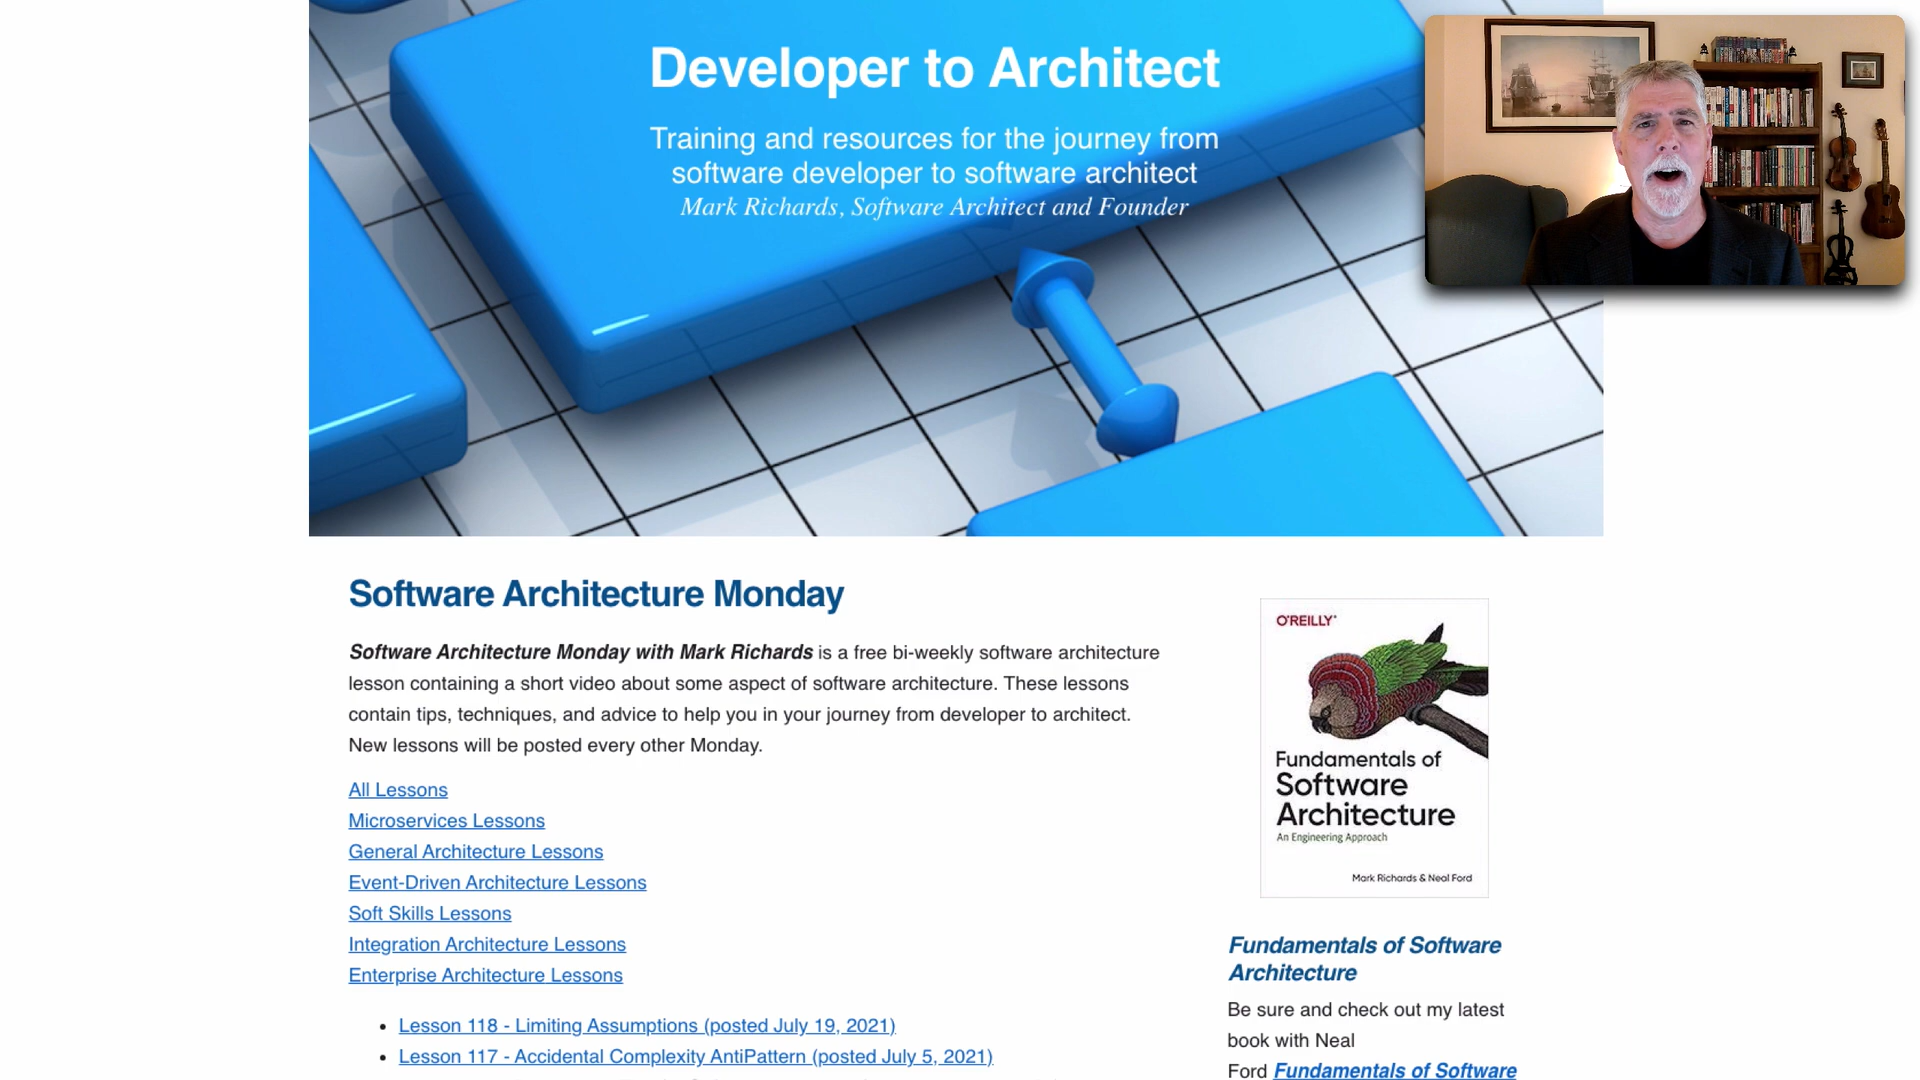 Developer to Architect
Training and resources for the journey from
software developer to software architect
Mark Richards, Software Architect and Founder
Software Architecture Monday
Software Architecture Monday with Mark Richards is a free bi-weekly software architecture
lesson containing a short video about some aspect of software architecture. These lessons
contain tips, techniques, and advice to help you in your journey from developer to architect.
New lessons will be posted every other Monday.
All Lessons
Microservices Lessons
General Architecture Lessons
Event-Driven Architecture Lessons
Soft Skills Lessons
Integration Architecture Lessons
Enterprise Architecture Lessons
• Lesson 118 - Limiting Assumptions (posted July 19, 2021)
• Lesson 117 - Accidental Complexity AntiPattern (posted July 5, 2021)
O'REILLY®
Fundamentals of
Software
Architecture
An Engineering Approach
Mark Richards & Neal Ford
Fundamentals of Software
Architecture
Be sure and check out my latest
book with Neal
Ford Fundamentals of Software